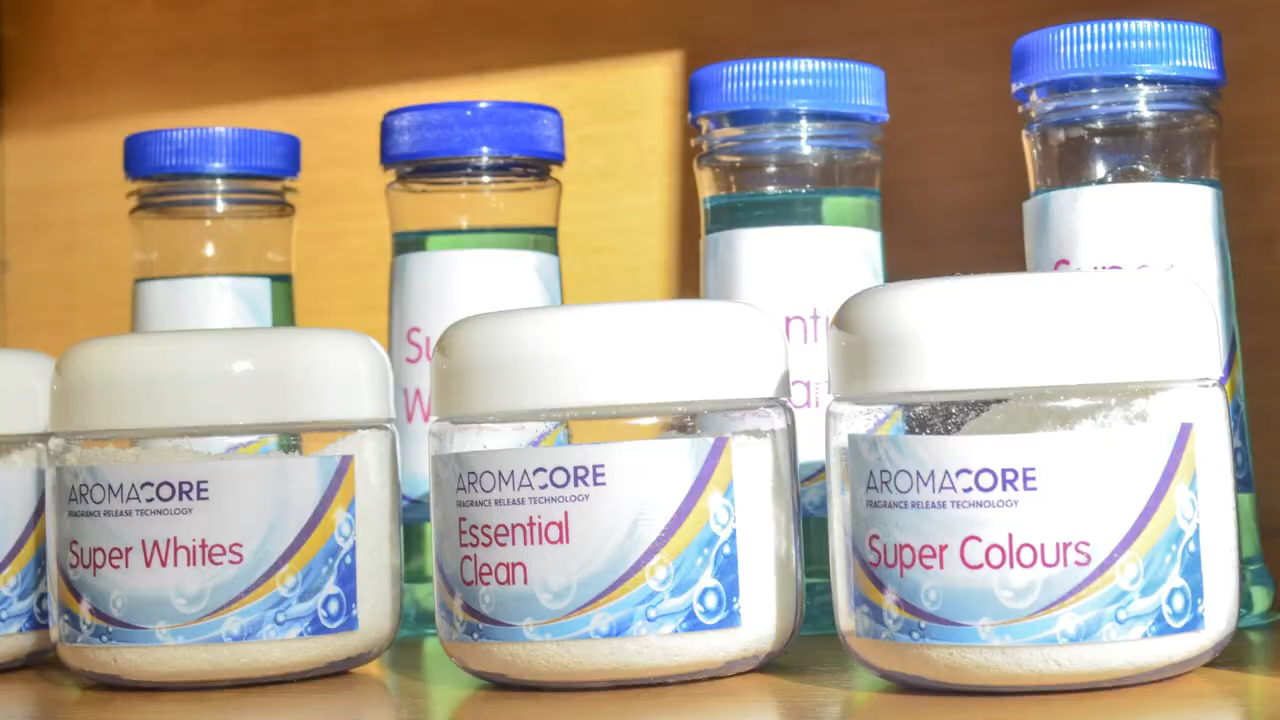 AROMACORE
FRAGRANCE RELEASE TECHNOLOGY
Super Whites
AROMACORE
FRAGRANCE RELEASE TECHNOLOGY
Essential
Clean
AROMACORE
FRAGRANCE RELEASE TECHNOLOGY
Super Colours